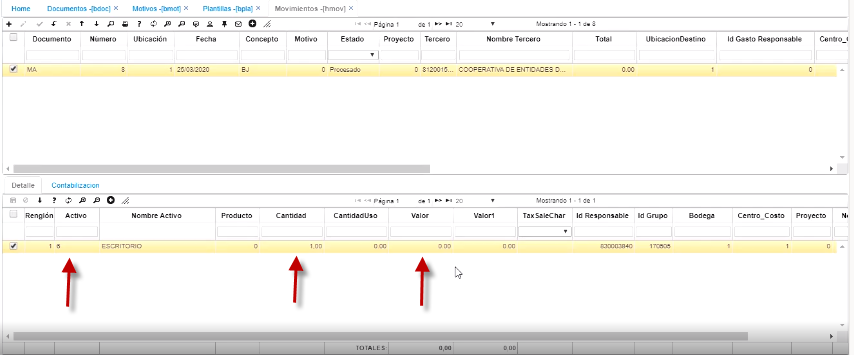 Home Documentos -[bdoc] × Motivos -[bmot] × Plantillas -[bpla] × Movimientos -[hmov] ×
Página 1 de 1 20 ▼ Mostrando 1 - 1 de 8
Documento Número Ubicación Fecha Concepto Motivo Estado Proyecto Tercero Nombre Tercero Total UbicacionDestino Id Gasto Responsable Centro_C
MA 8 1 25/03/2020 BJ 0 Procesado 0 8120015... COOPERATIVA DE ENTIDADES D... 0.00 1 0
Detalle Contabilizacion
Página 1 de 1 20 ▼ Mostrando 1 - 1 de 1
Renglón Activo Nombre Activo Producto Cantidad CantidadUso Valor Valor1 TaxSaleChar Id Responsable Id Grupo Bodega Centro_Costo Proyecto
1 6 ESCRITORIO 0 1.00 0.00 0.00 0.00 830003840 1 1 0
TOTALES: 0,00 0.00